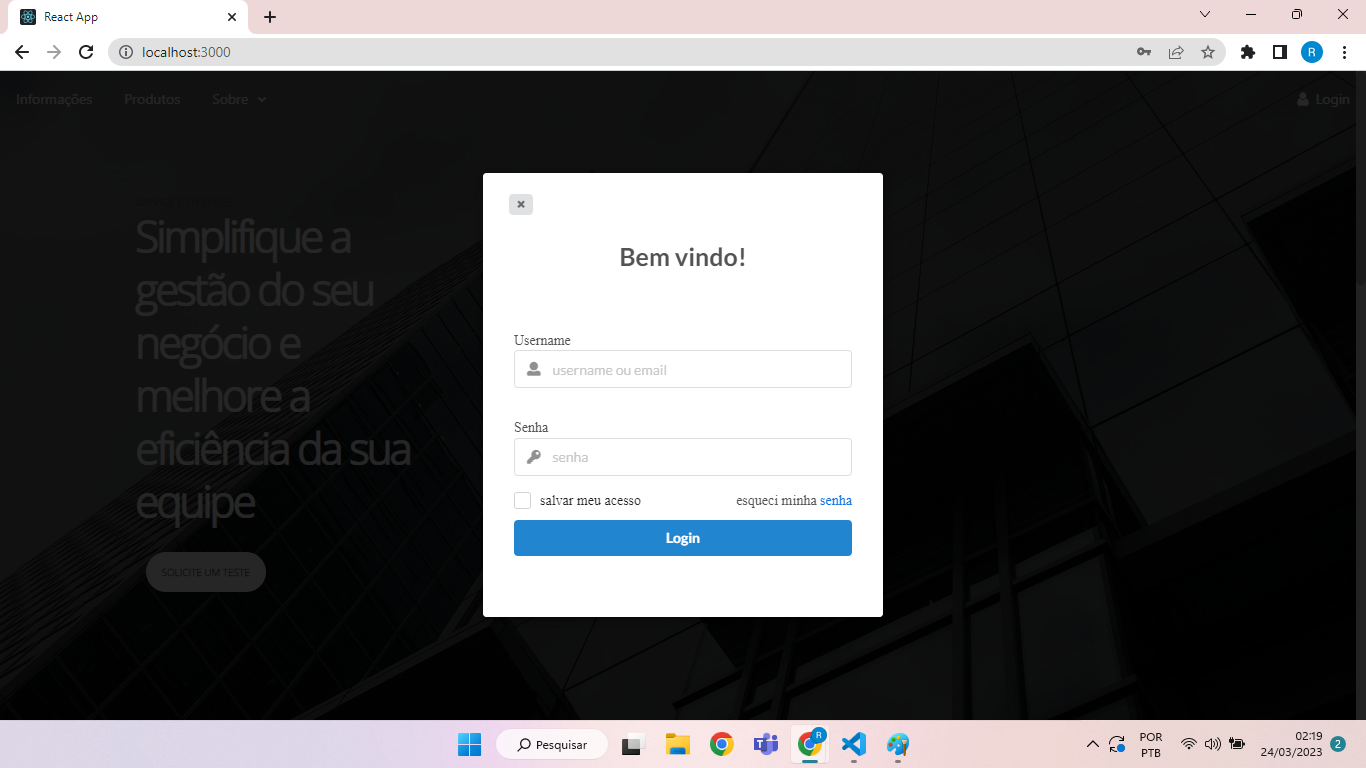 React App
localhost:3000
R
Informações Produtos Sobre Login
Simplifique a
gestão do seu
negócio e
melhore a
eficiência da sua
equipe
SOLICITE UM TESTE
Bem vindo!
Username
username ou email
Senha
senha
salvar meu acesso esqueci minha senha
Login
Pesquisar
R
POR
PTB
02:19
24/03/2023
2